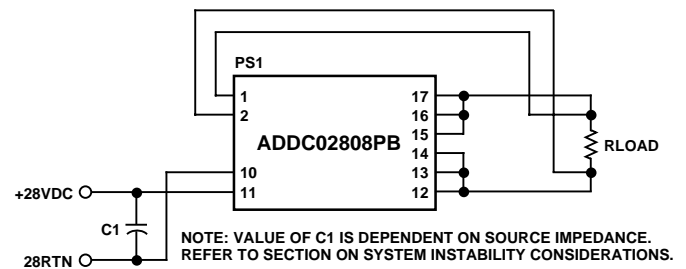 PS1
1
2
10
11
ADDC02808PB
17
16
15
14
13
12
RLOAD
+28VDC
C1
28RTN
NOTE: VALUE OF C1 IS DEPENDENT ON SOURCE IMPEDANCE.
REFER TO SECTION ON SYSTEM INSTABILITY CONSIDERATIONS.